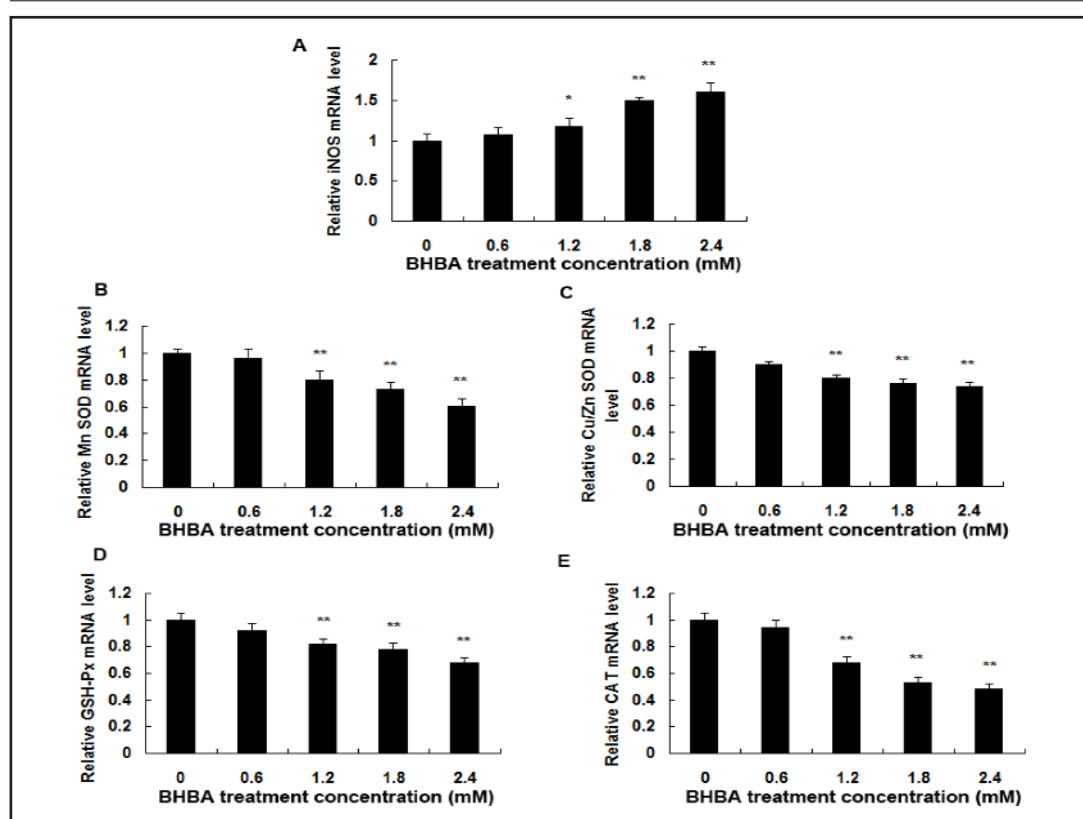 A
Relative iNOS mRNA level
2
1.5
1
0.5
0
*
**
**
0 0.6 1.2 1.8 2.4
BHBA treatment concentration (mM)
B
Relative Mn SOD mRNA level
1.2
1
0.8
0.6
0.4
0.2
0
**
**
**
0 0.6 1.2 1.8 2.4
BHBA treatment concentration (mM)
C
Relative Cu/Zn SOD mRNA
level
1.2
1
0.8
0.6
0.4
0.2
0
**
**
**
0 0.6 1.2 1.8 2.4
BHBA treatment concentration (mM)
D
Relative GSH-Px mRNA level
1.2
1
0.8
0.6
0.4
0.2
0
**
**
**
0 0.6 1.2 1.8 2.4
BHBA treatment concentration (mM)
E
Relative CAT mRNA level
1.2
1
0.8
0.6
0.4
0.2
0
**
**
**
0 0.6 1.2 1.8 2.4
BHBA treatment concentration (mM)